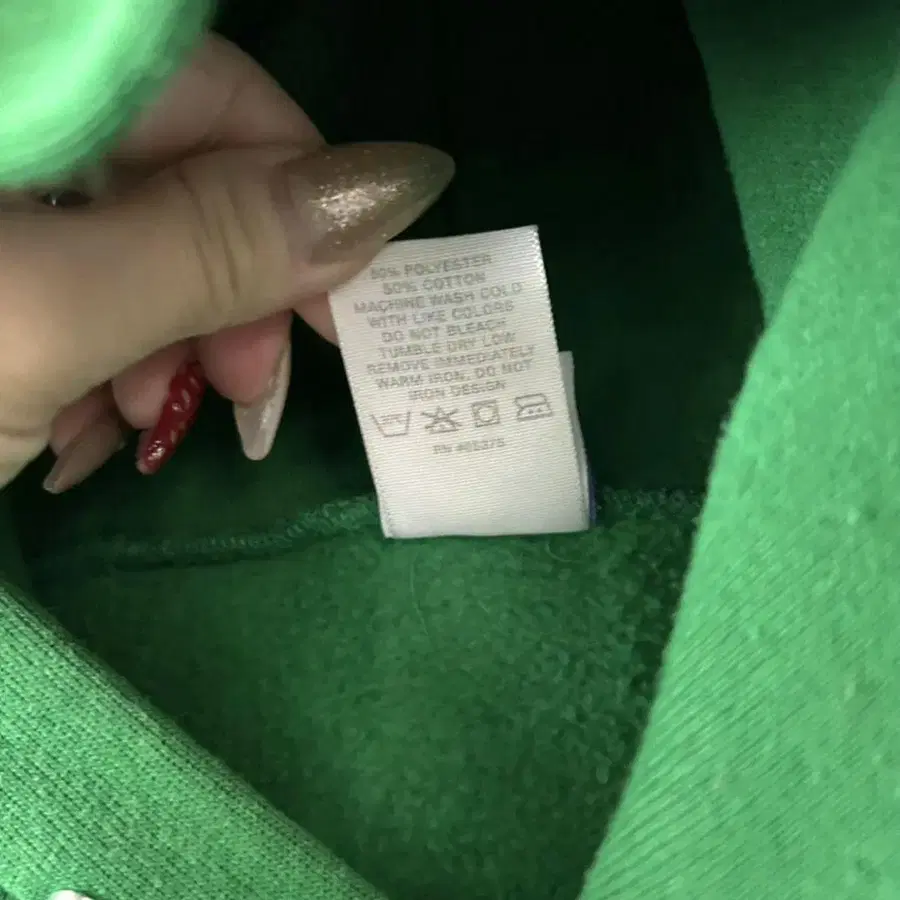 50% POLYESTER
50% COTTON
MACHINE WASH COLD
WITH LIKE COLORS
DO NOT BLEACH
TUMBLE DRY LOW
REMOVE IMMEDIATELY
WARM IRON, DO NOT
IRON DESIGN
RN